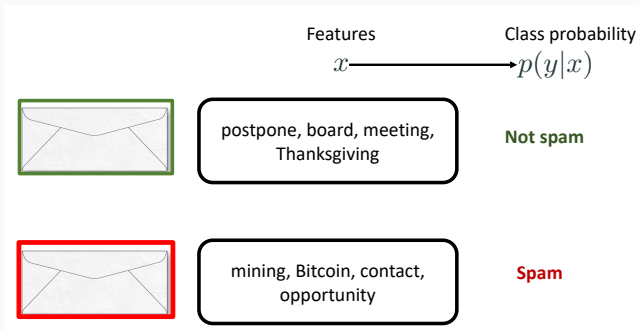 Features
Class probability
x
p(y|x)
postpone, board, meeting,
Thanksgiving
Not spam
mining, Bitcoin, contact,
opportunity
Spam